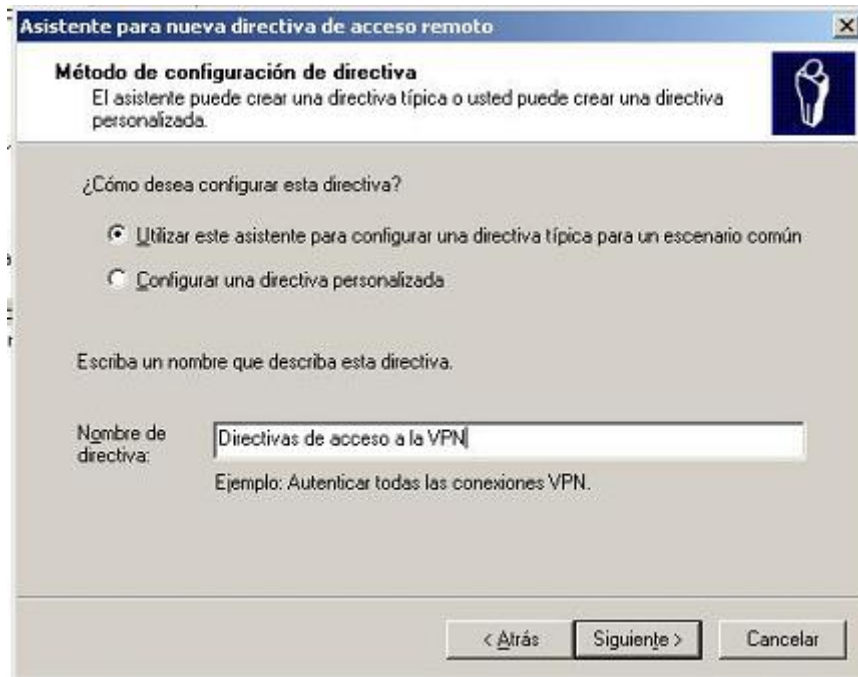 Asistente para nueva directiva de acceso remoto
Método de configuración de directiva
El asistente puede crear una directiva típica o usted puede crear una directiva
personalizada.
¿Cómo desea configurar esta directiva?
Utilizar este asistente para configurar una directiva típica para un escenario común
Configurar una directiva personalizada
Escriba un nombre que describa esta directiva.
Nombre de
directiva:
Directivas de acceso a la VPN
Ejemplo: Autenticar todas las conexiones VPN.
< Atrás
Siguiente >
Cancelar